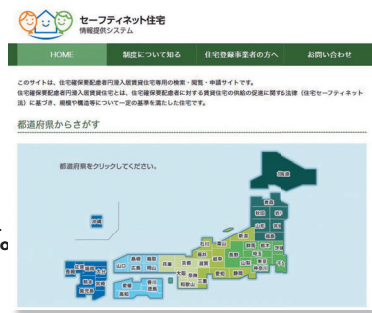 セーフティネット住宅
情報提供システム
HOME
制度について知る
住宅登録事業者の方へ
お問い合わせ
このサイトは、住宅確保要配慮者円滑入居賃貸住宅専用の検索・閲覧・申請サイトです。
住宅確保要配慮者円滑入居賃貸住宅とは、住宅確保要配慮者に対する賃貸住宅の供給の促進に関する法律（住宅セーフティネット
法）に基づき、規模や構造等について一定の基準を満たした住宅です。
都道府県からさがす
都道府県をクリックしてください。
北海道
青森
秋田
岩手
山形
宮城
福島
沖縄
石川
富山
新潟
福井
長野
群馬
栃木
島根
鳥取
兵庫
京都
滋賀
岐阜
埼玉
山口
広島
岡山
山梨
東京
千葉
大阪
奈良
愛知
静岡
神奈川
和歌山
三重
佐賀
福岡
大分
長崎
熊本
宮崎
鹿児島
愛媛
香川
高知
徳島